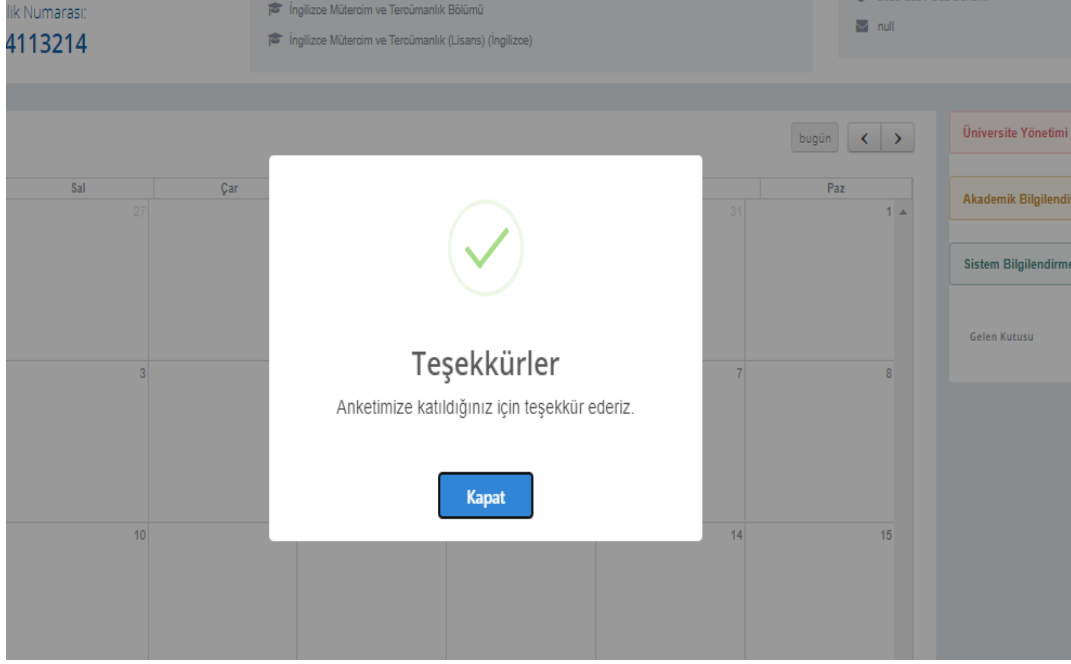 lik Numarası:
4113214
İngilizce Mütercim ve Tercümanlık Bölümü
İngilizce Mütercim ve Tercümanlık (Lisans) (İngilizce)
null
bugün
Üniversite Yönetimi
Sal
Çar
Paz
Akademik Bilgilendi
27
31
1
Sistem Bilgilendirme
Gelen Kutusu
Teşekkürler
3
7
8
Anketimize katıldığınız için teşekkür ederiz.
Kapat
10
14
15